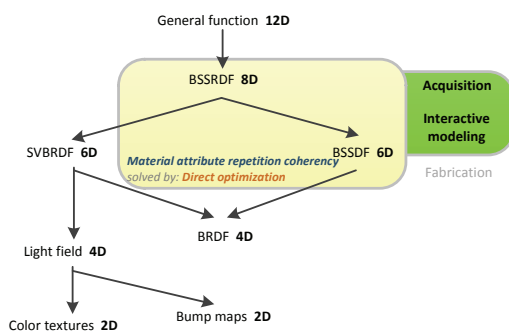 General function 12D
BSSRDF 8D
Acquisition
Interactive
modeling
SVBRDF 6D
BSSDF 6D
Material attribute repetition coherency
solved by: Direct optimization
Fabrication
BRDF 4D
Light field 4D
Color textures 2D
Bump maps 2D